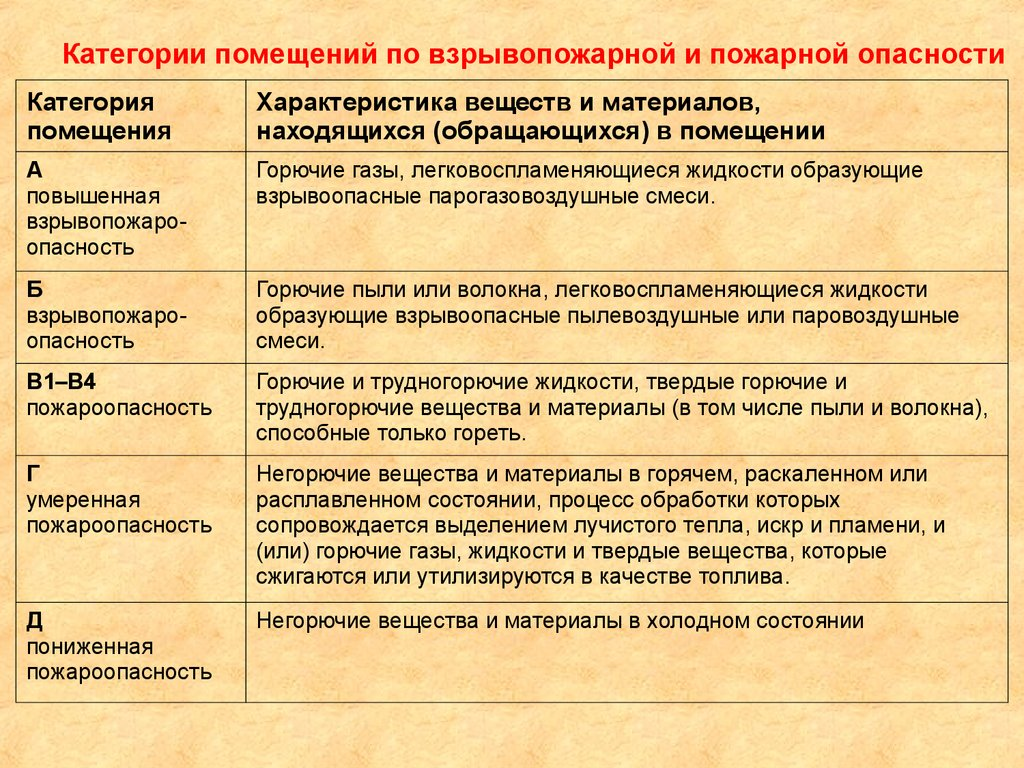 Категории помещений по взрывопожарной и пожарной опасности
Категория
помещения
Характеристика веществ и материалов,
находящихся (обращающихся) в помещении
А
повышенная
взрывопожаро-
опасность
Горючие газы, легковоспламеняющиеся жидкости образующие
взрывоопасные парогазовоздушные смеси.
Б
взрывопожаро-
опасность
Горючие пыли или волокна, легковоспламеняющиеся жидкости
образующие взрывоопасные пылевоздушные или паровоздушные
смеси.
В1–В4
пожароопасность
Горючие и трудногорючие жидкости, твердые горючие и
трудногорючие вещества и материалы (в том числе пыли и волокна),
способные только гореть.
Г
умеренная
пожароопасность
Негорючие вещества и материалы в горячем, раскаленном или
расплавленном состоянии, процесс обработки которых
сопровождается выделением лучистого тепла, искр и пламени, и
(или) горючие газы, жидкости и твердые вещества, которые
сжигаются или утилизируются в качестве топлива.
Д
пониженная
пожароопасность
Негорючие вещества и материалы в холодном состоянии